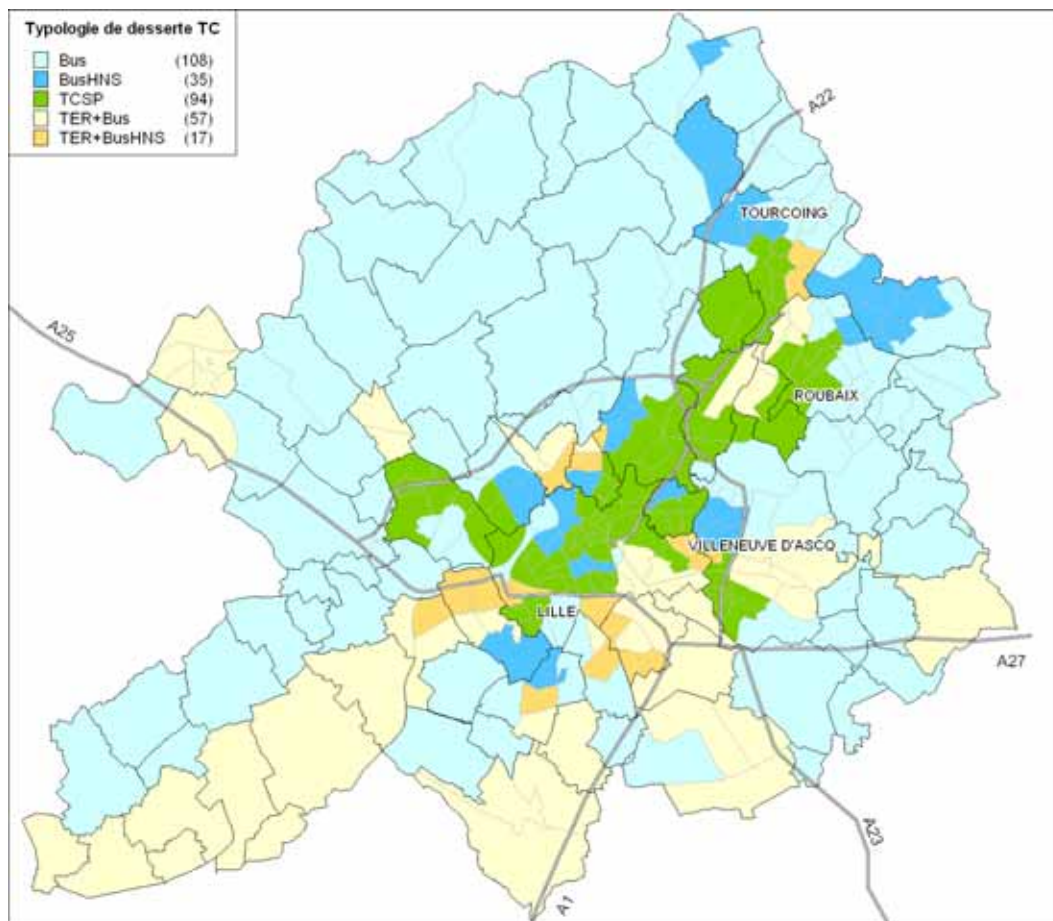 Typologie de desserte TC
Bus (108)
BusHNS (35)
TCSP (94)
TER+Bus (57)
TER+BusHNS (17)
A22
TOURCOING
A25
ROUBAIX
VILLENEUVE D'ASCQ
LILLE
A27
A23
A1